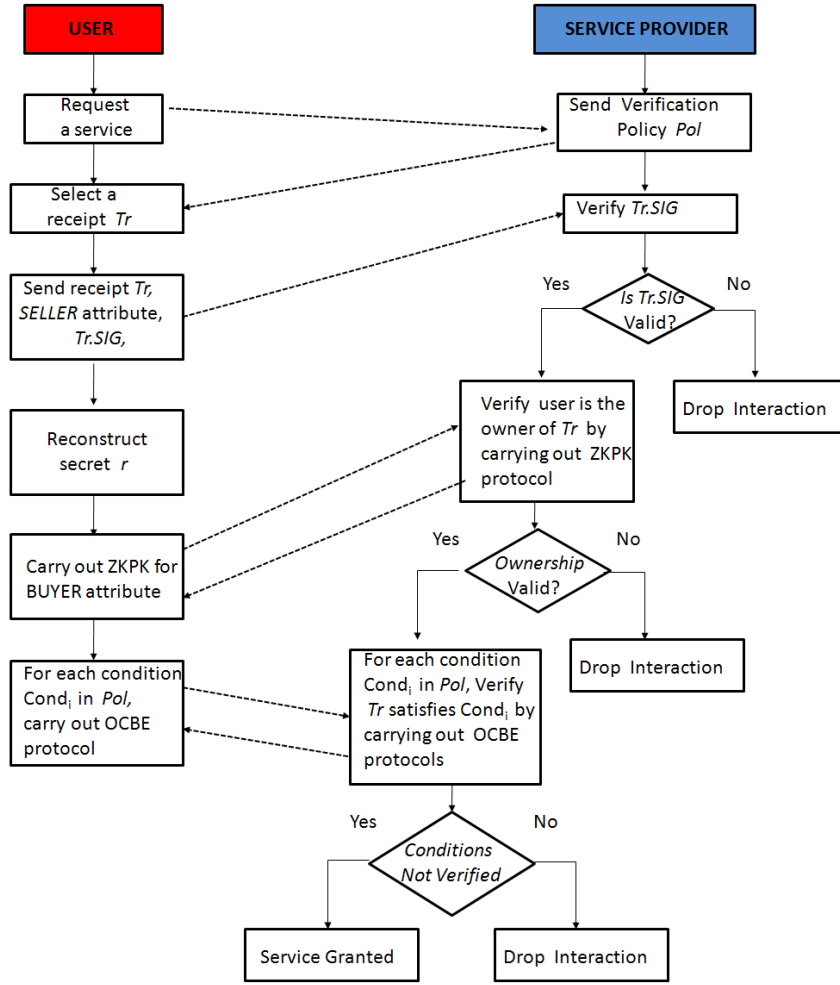 USER
SERVICE PROVIDER
Request
a service
Send Verification
Policy Pol
Select a
receipt Tr
Verify Tr.SIG
Send receipt Tr,
SELLER attribute,
Tr.SIG,
Yes
Is Tr.SIG
Valid?
No
Reconstruct
secret r
Verify user is the
owner of Tr by
carrying out ZKPK
protocol
Drop Interaction
Carry out ZKPK for
BUYER attribute
Yes
Ownership
Valid?
No
For each condition
Condi in Pol,
carry out OCBE
protocol
For each condition
Condi in Pol, Verify
Tr satisfies Condi by
carrying out OCBE
protocols
Drop Interaction
Yes
Conditions
Not Verified
No
Service Granted
Drop Interaction